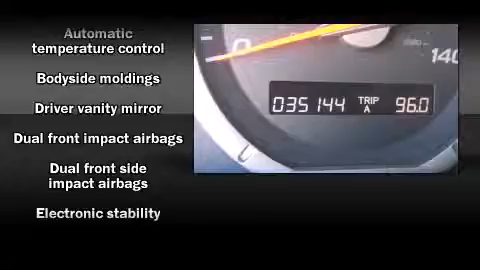 Automatic
temperature control
Bodyside moldings
Driver vanity mirror
Dual front impact airbags
Dual front side
impact airbags
Electronic stability
0
140
035144 TRIP A 96.0